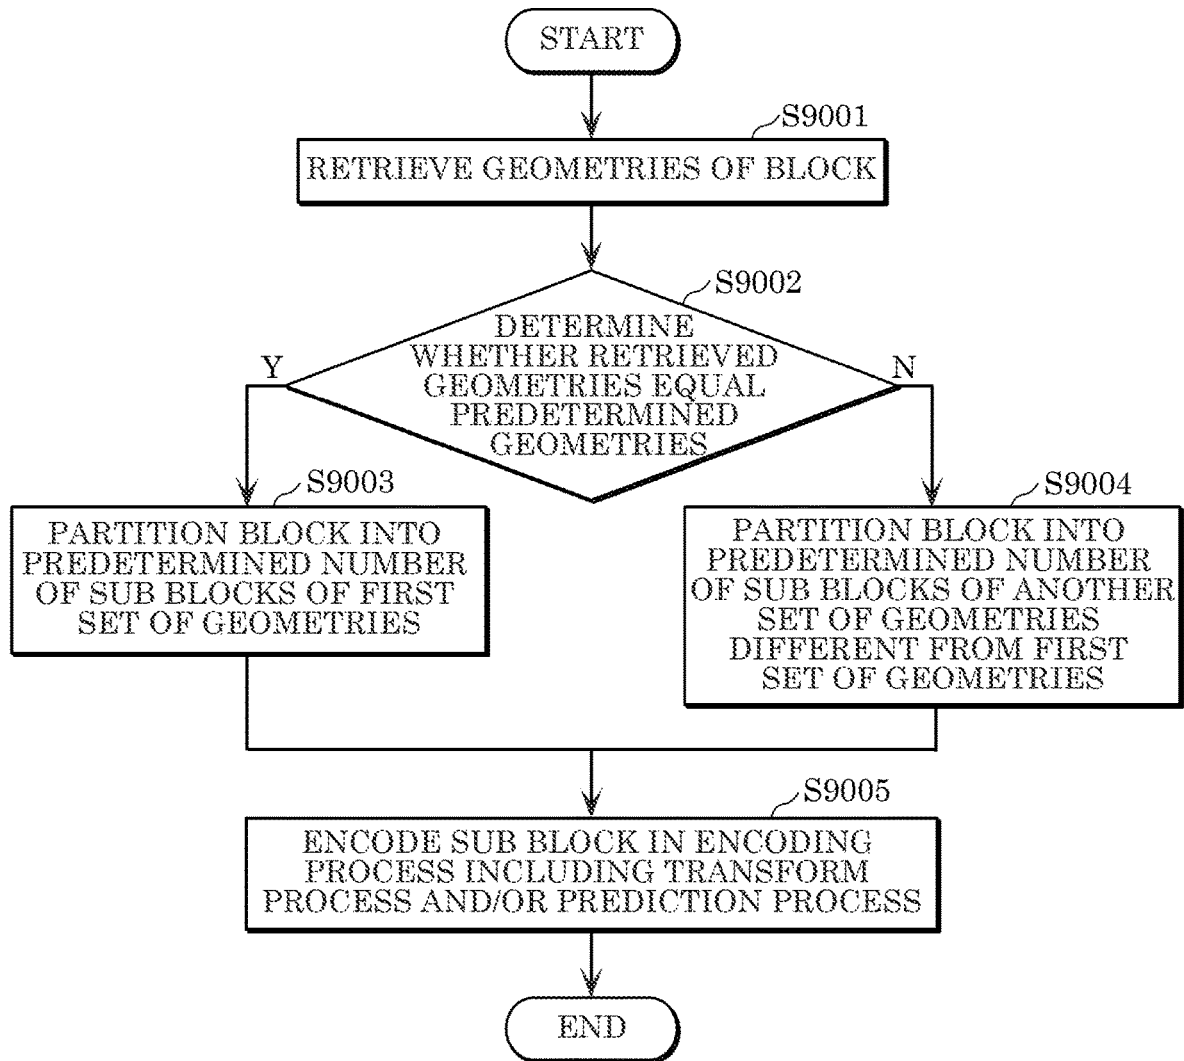 START
S9001
RETRIEVE GEOMETRIES OF BLOCK
S9002
DETERMINE
WHETHER RETRIEVED
GEOMETRIES EQUAL
PREDETERMINED
GEOMETRIES
Y
N
S9003
PARTITION BLOCK INTO
PREDETERMINED NUMBER
OF SUB BLOCKS OF FIRST
SET OF GEOMETRIES
S9004
PARTITION BLOCK INTO
PREDETERMINED NUMBER
OF SUB BLOCKS OF ANOTHER
SET OF GEOMETRIES
DIFFERENT FROM FIRST
SET OF GEOMETRIES
S9005
ENCODE SUB BLOCK IN ENCODING
PROCESS INCLUDING TRANSFORM
PROCESS AND/OR PREDICTION PROCESS
END